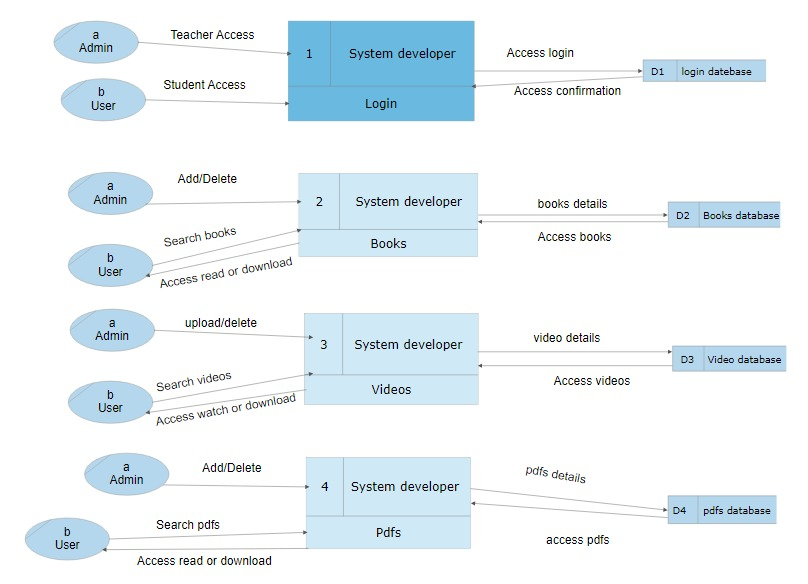 a
Admin
Teacher Access
1
System developer
Access login
D1
login datebase
b
User
Student Access
Access confirmation
Login
a
Admin
Add/Delete
2
System developer
books details
D2
Books database
Search books
Access books
b
User
Access read or download
Books
a
Admin
upload/delete
3
System developer
video details
D3
Video database
Search videos
Access videos
b
User
Access watch or download
Videos
a
Admin
Add/Delete
4
System developer
pdfs details
D4
pdfs database
b
User
Search pdfs
Pdfs
access pdfs
Access read or download